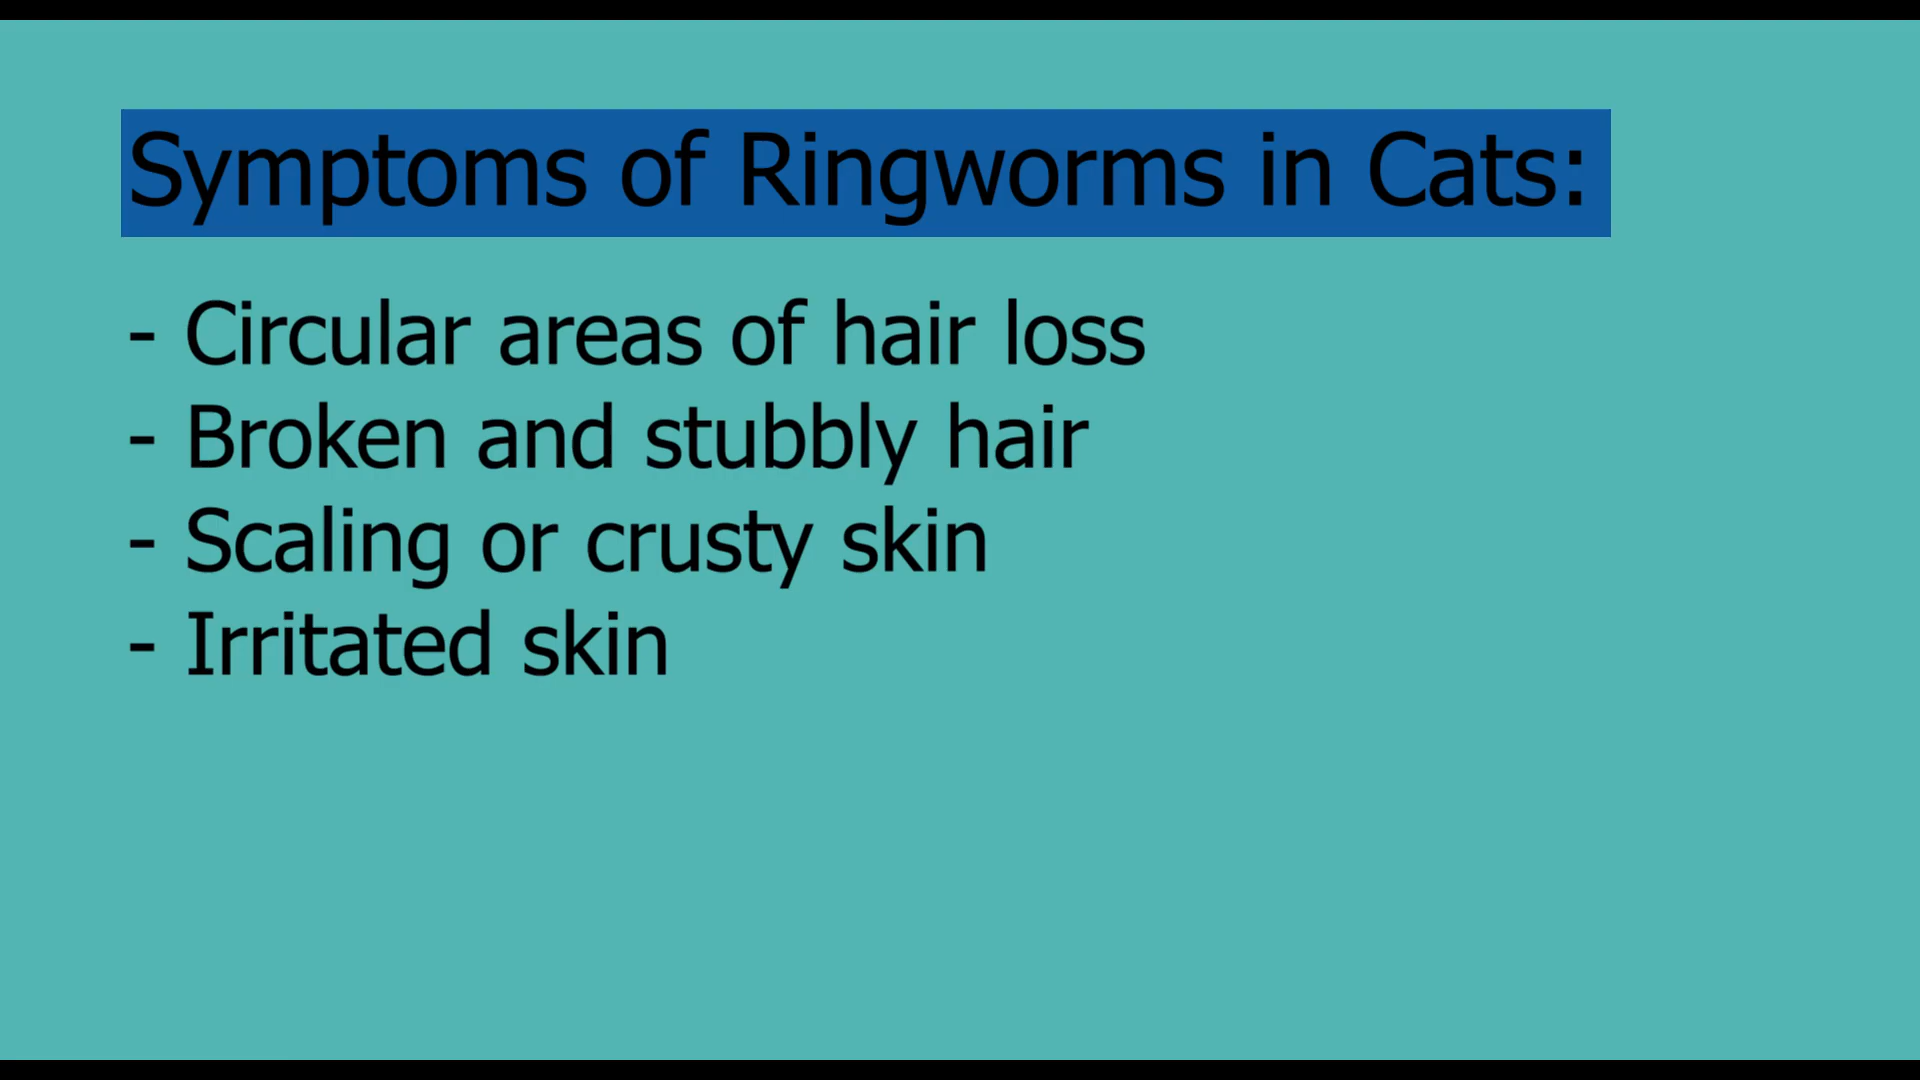 Symptoms of Ringworms in Cats:
- Circular areas of hair loss
- Broken and stubbly hair
- Scaling or crusty skin
- Irritated skin